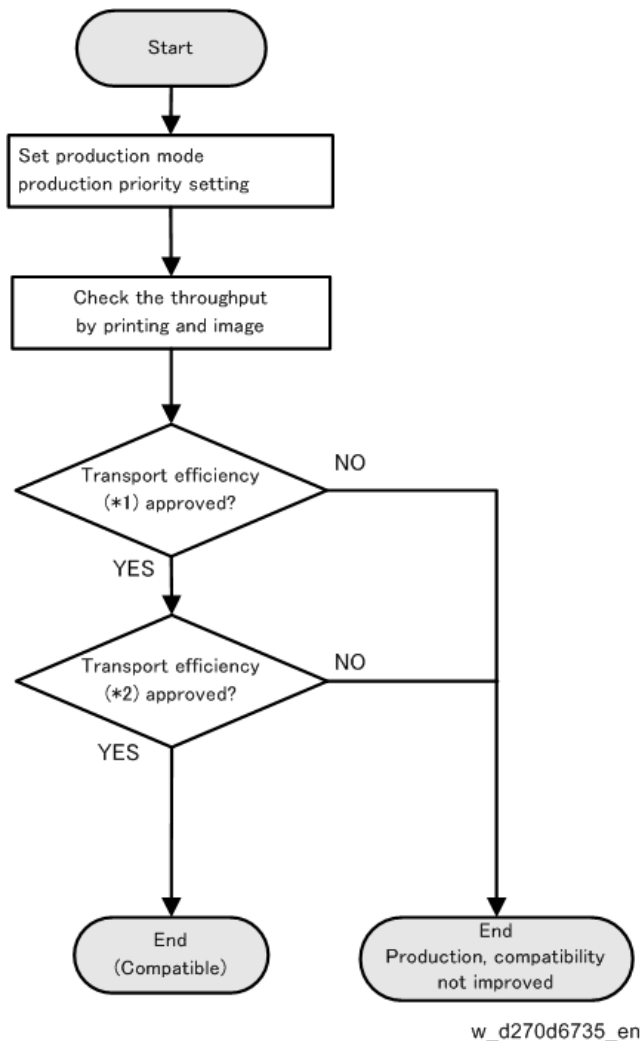 Start
Set production mode
production priority setting
Check the throughput
by printing and image
Transport efficiency
(*1) approved?
NO
YES
Transport efficiency
(*2) approved?
NO
YES
End
(Compatible)
End
Production, compatibility
not improved
w_d270d6735_en